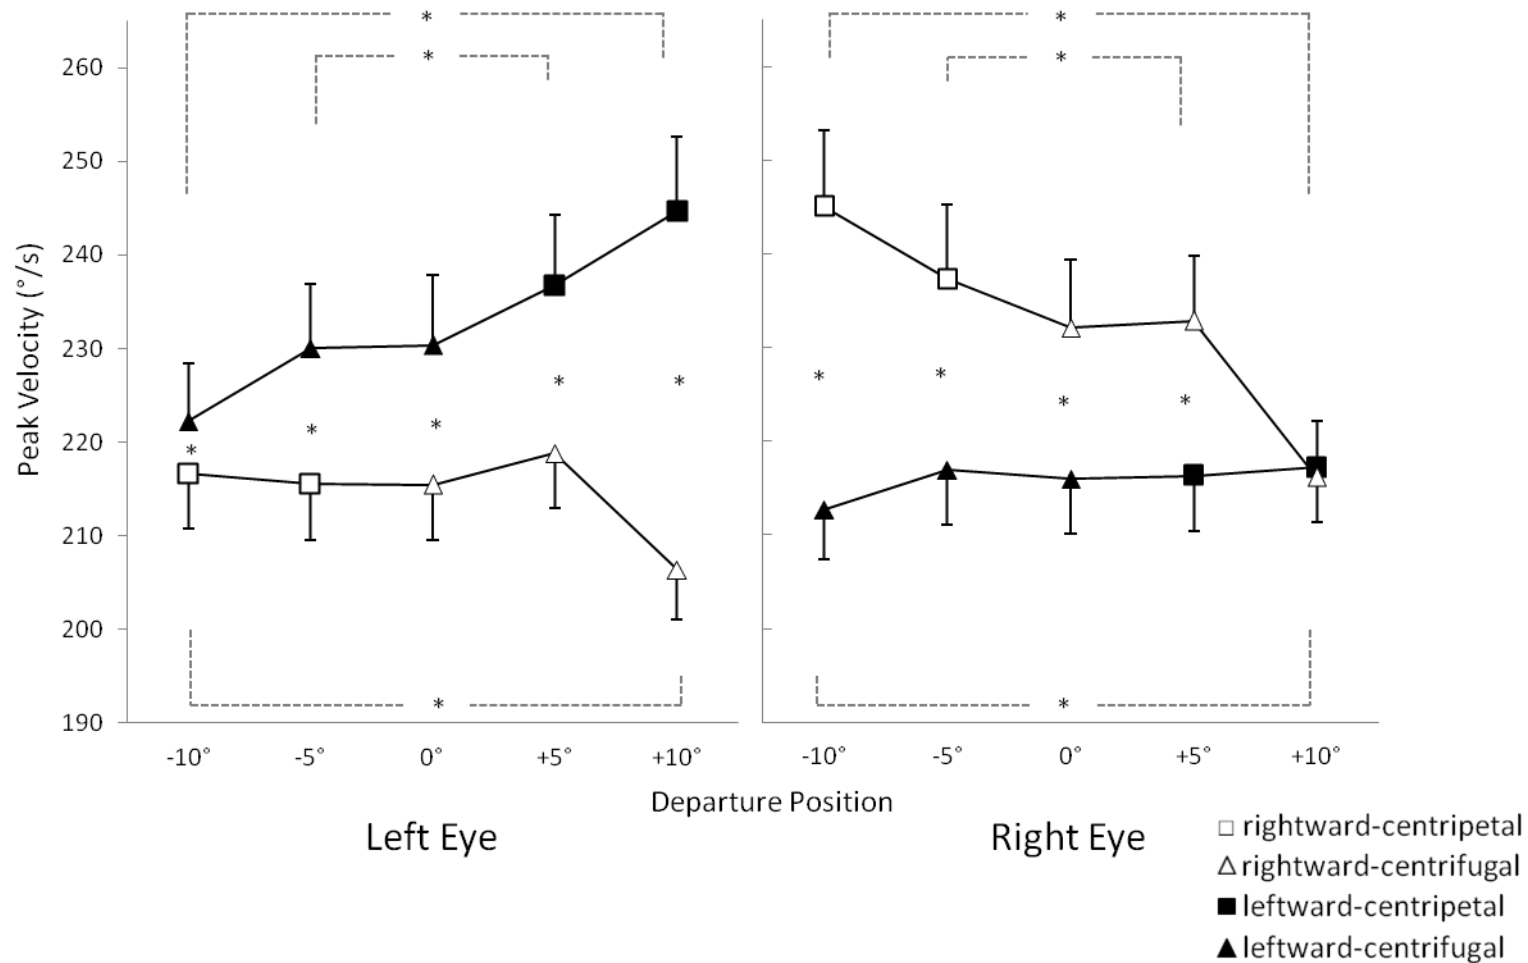 * *
* *
260
250
240
230
220
210
200
190
Peak Velocity (°/s)
* * * * *
* * * *
* *
-10° -5° 0° +5° +10° -10° -5° 0° +5° +10°
Departure Position
Left Eye Right Eye
rightward-centripetal
rightward-centrifugal
leftward-centripetal
leftward-centrifugal